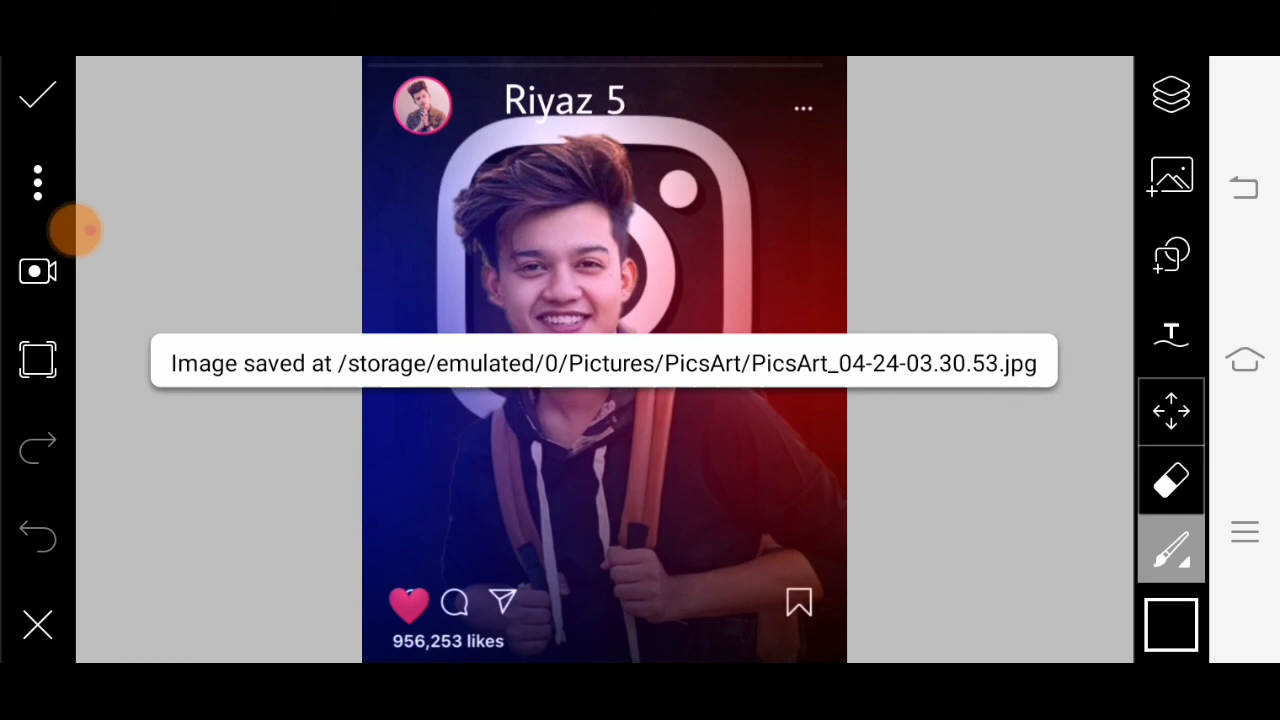 Riyaz 5
Image saved at /storage/emulated/0/Pictures/PicsArt/PicsArt_04-24-03.30.53.jpg
956,253 likes